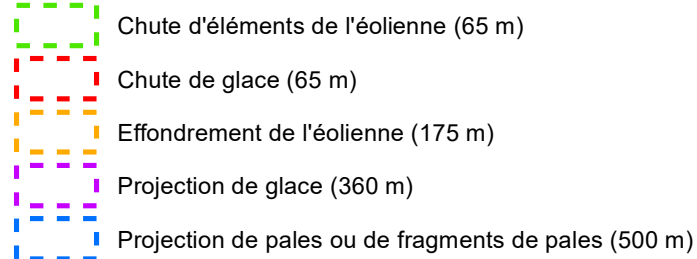 Chute d'éléments de l'éolienne (65 m)
Chute de glace (65 m)
Effondrement de l'éolienne (175 m)
Projection de glace (360 m)
Projection de pales ou de fragments de pales (500 m)